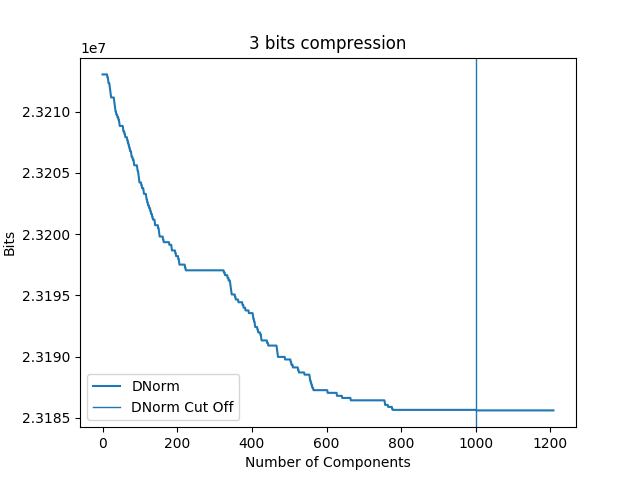 3 bits compression
1e7
2.3210
2.3205
2.3200
2.3195
2.3190
2.3185
Bits
DNorm
DNorm Cut Off
0 200 400 600 800 1000 1200
Number of Components